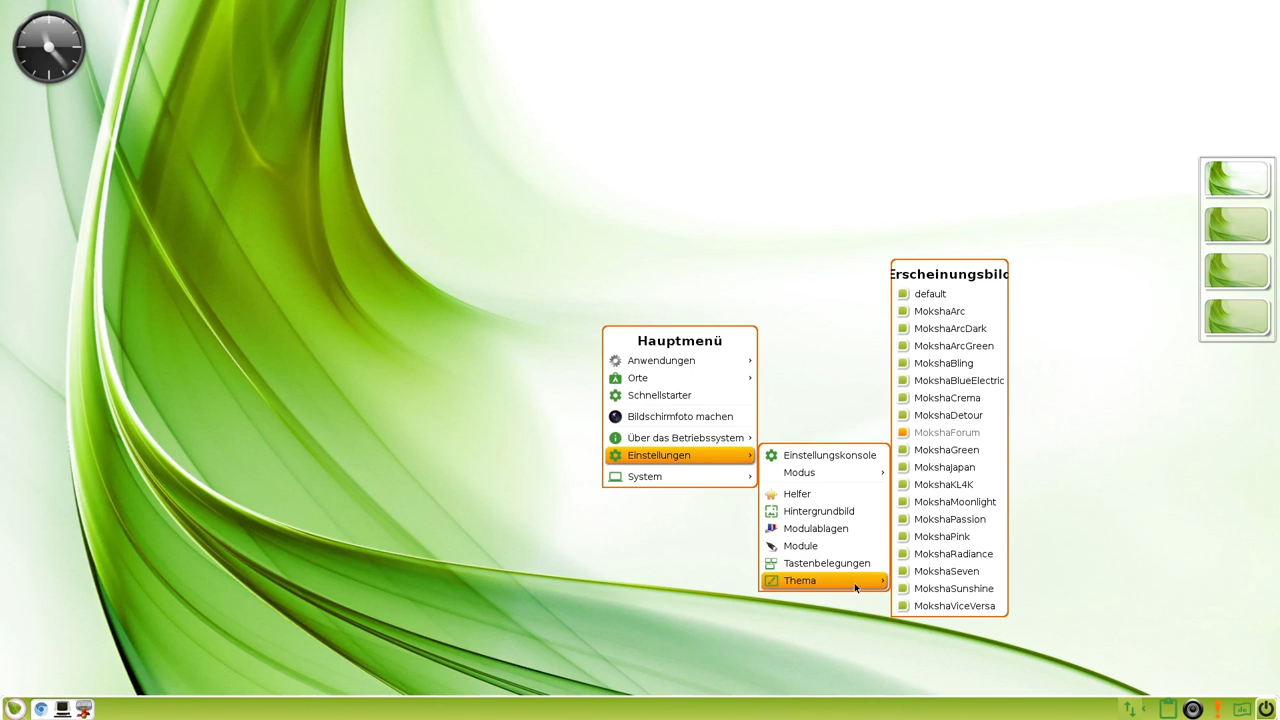 Hauptmenü
Anwendungen
Orte
Schnellstarter
Bildschirmfoto machen
Über das Betriebssystem
Einstellungen
System
Einstellungskonsole
Modus
Helfer
Hintergrundbild
Modulablagen
Module
Tastenbelegungen
Thema
Erscheinungsbild
default
MokshaArc
MokshaArcDark
MokshaArcGreen
MokshaBling
MokshaBlueElectric
MokshaCrema
MokshaDetour
MokshaForum
MokshaGreen
MokshaJapan
MokshaKL4K
MokshaMoonlight
MokshaPassion
MokshaPink
MokshaRadiance
MokshaSeven
MokshaSunshine
MokshaViceVersa
de